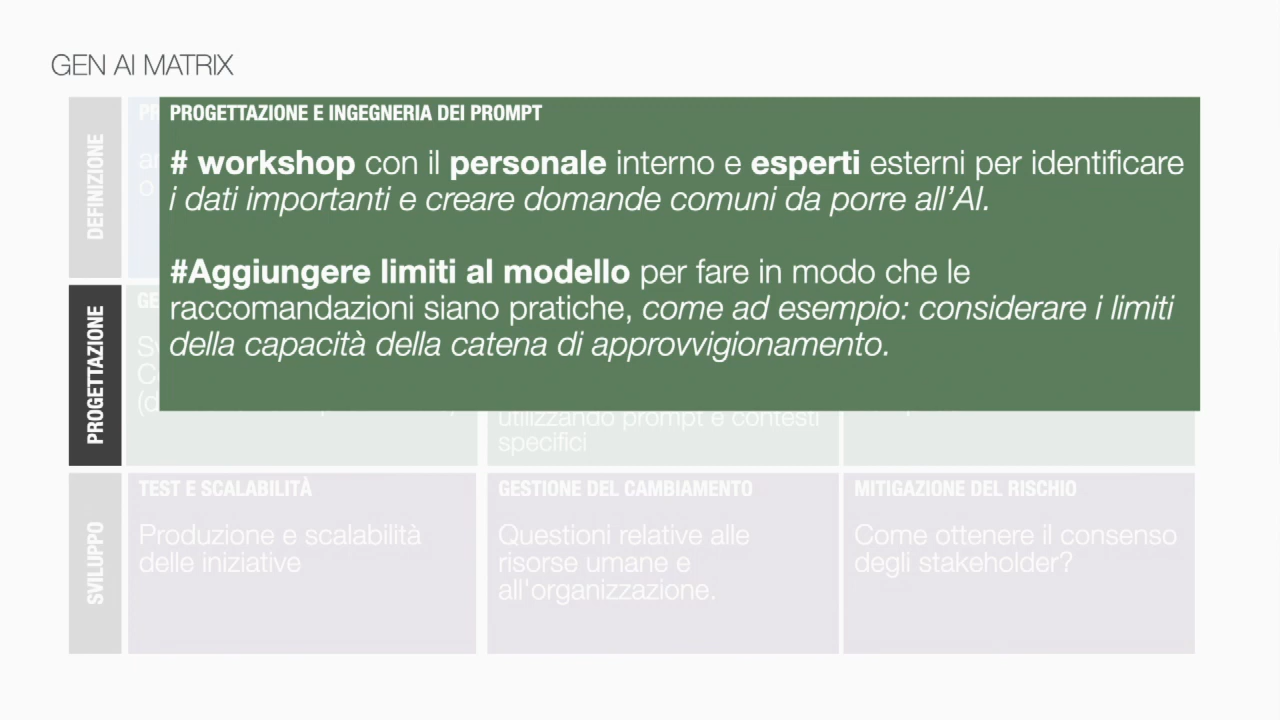 GEN AI MATRIX
DEFINIZIONE
PROGETTAZIONE E INGEGNERIA DEI PROMPT
# workshop con il personale interno e esperti esterni per identificare
i dati importanti e creare domande comuni da porre all’AI.
#Aggiungere limiti al modello per fare in modo che le
raccomandazioni siano pratiche, come ad esempio: considerare i limiti
della capacità della catena di approvvigionamento.
PROGETTAZIONE
utilizzando prompt e contesti
specifici
SVILUPPO
TEST E SCALABILITÀ
Produzione e scalabilità
delle iniziative
GESTIONE DEL CAMBIAMENTO
Questioni relative alle
risorse umane e
all'organizzazione.
MITIGAZIONE DEL RISCHIO
Come ottenere il consenso
degli stakeholder?